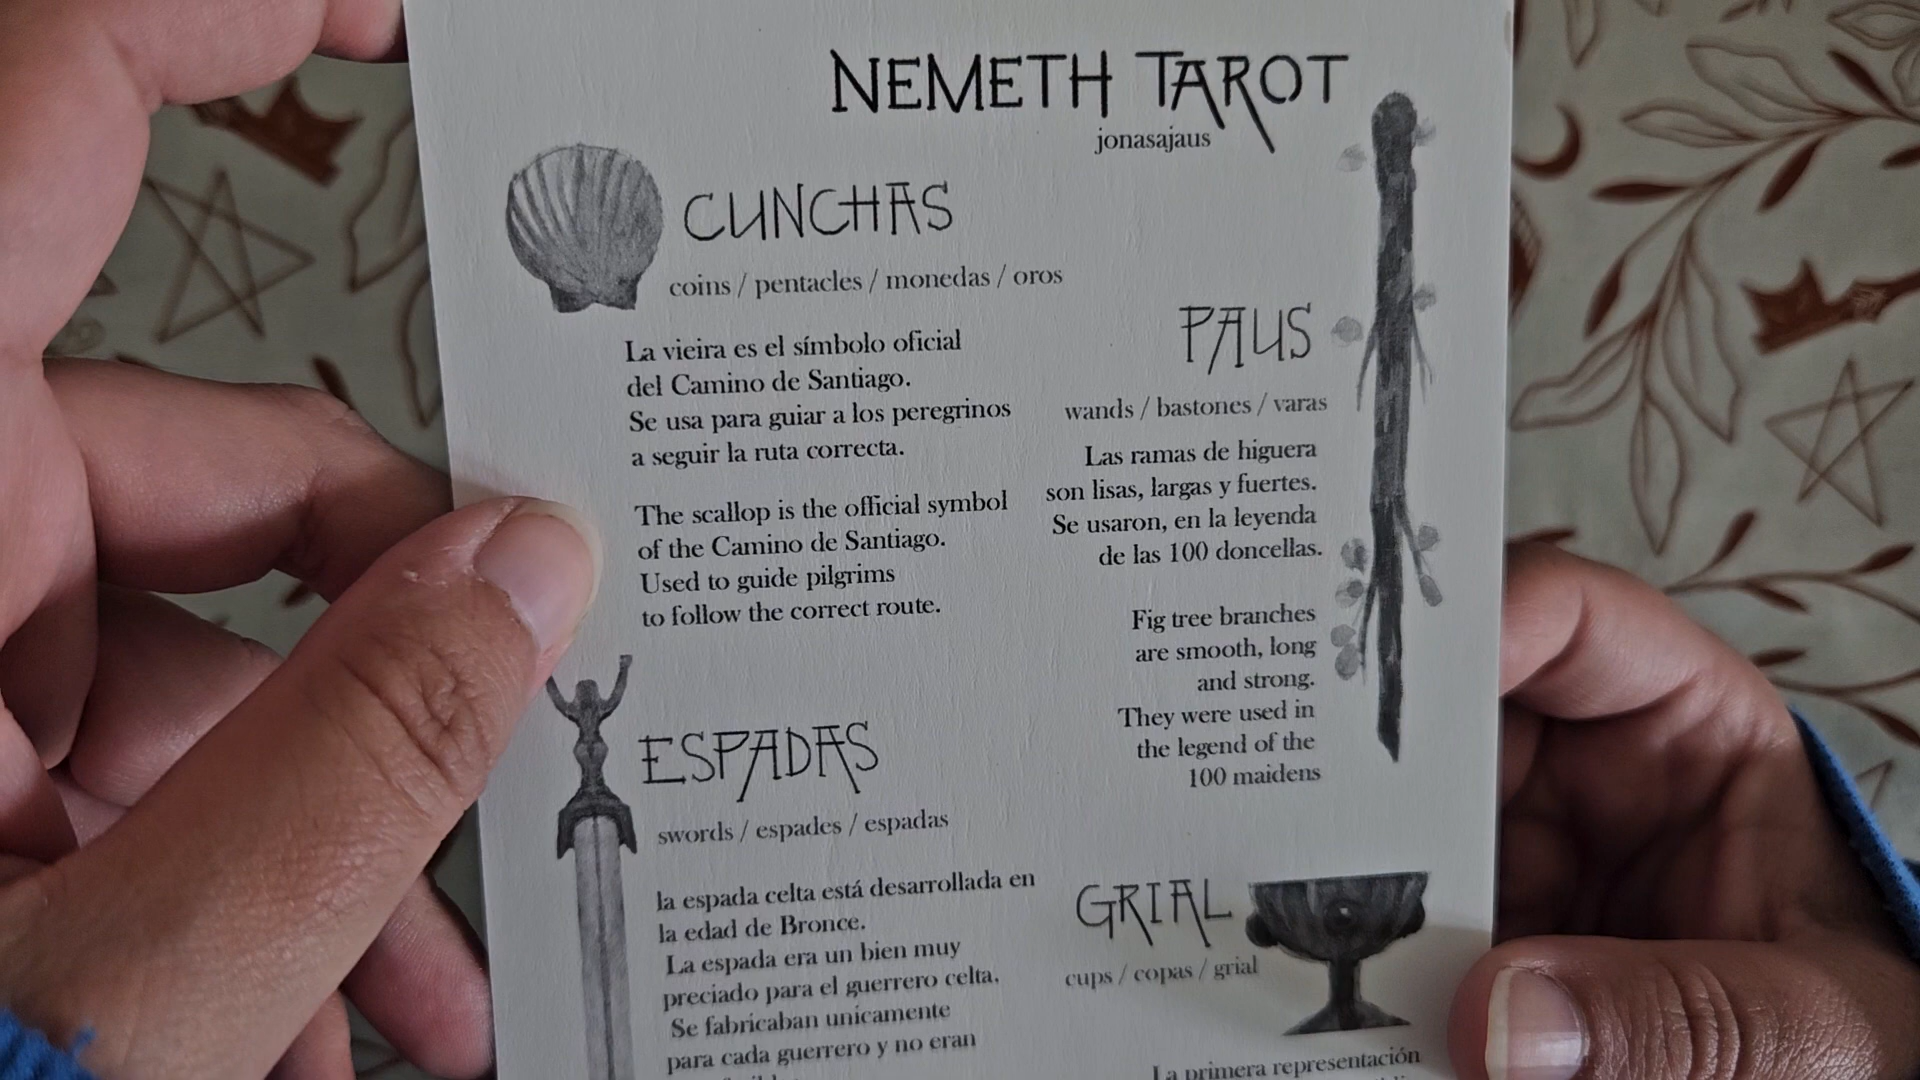 NEMETH TAROT
jonasajaus
CUNCHAS
coins / pentacles / monedas / oros
La vieira es el símbolo oficial
del Camino de Santiago.
Se usa para guiar a los peregrinos
a seguir la ruta correcta.
The scallop is the official symbol
of the Camino de Santiago.
Used to guide pilgrims
to follow the correct route.
PAUS
wands / bastones / varas
Las ramas de higuera
son lisas, largas y fuertes.
Se usaron, en la leyenda
de las 100 doncellas.
Fig tree branches
are smooth, long
and strong.
They were used in
the legend of the
100 maidens
ESPADAS
swords / espades / espadas
la espada celta está desarrollada en
la edad de Bronce.
La espada era un bien muy
preciado para el guerrero celta.
Se fabricaban unicamente
para cada guerrero y no eran
GRIAL
cups / copas / grial
La primera representación